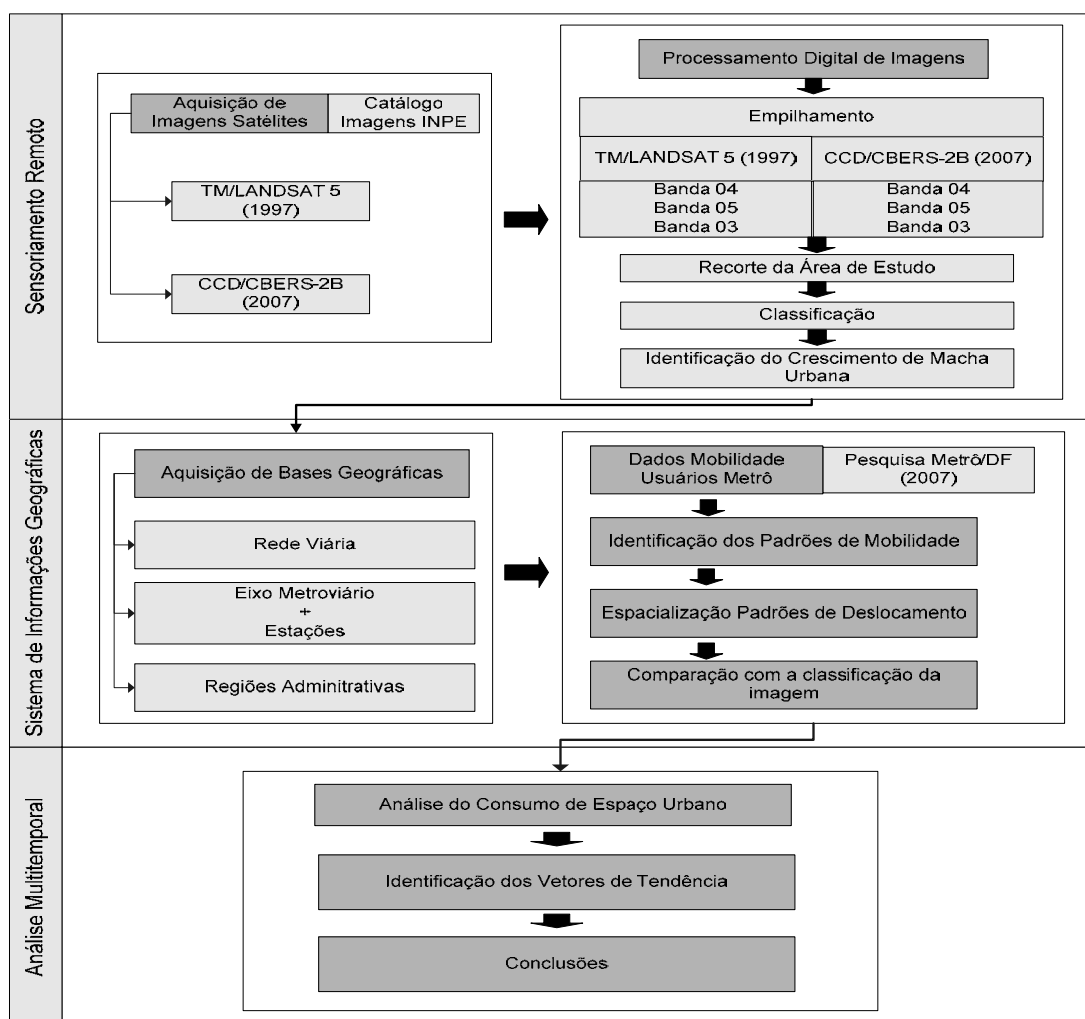 Sensoriamento Remoto
Aquisição de
Imagens Satélites
Catálogo
Imagens INPE
TM/LANDSAT 5
(1997)
CCD/CBERS-2B
(2007)
Processamento Digital de Imagens
Empilhamento
TM/LANDSAT 5 (1997)
CCD/CBERS-2B (2007)
Banda 04
Banda 05
Banda 03
Banda 04
Banda 05
Banda 03
Recorte da Área de Estudo
Classificação
Identificação do Crescimento de Macha
Urbana
Sistema de Informações Geográficas
Aquisição de Bases Geográficas
Rede Viária
Eixo Metroviário
+
Estações
Regiões Adminitrativas
Dados Mobilidade
Usuários Metrô
Pesquisa Metrô/DF
(2007)
Identificação dos Padrões de Mobilidade
Espacialização Padrões de Deslocamento
Comparação com a classificação da
imagem
Análise Multitemporal
Análise do Consumo de Espaço Urbano
Identificação dos Vetores de Tendência
Conclusões